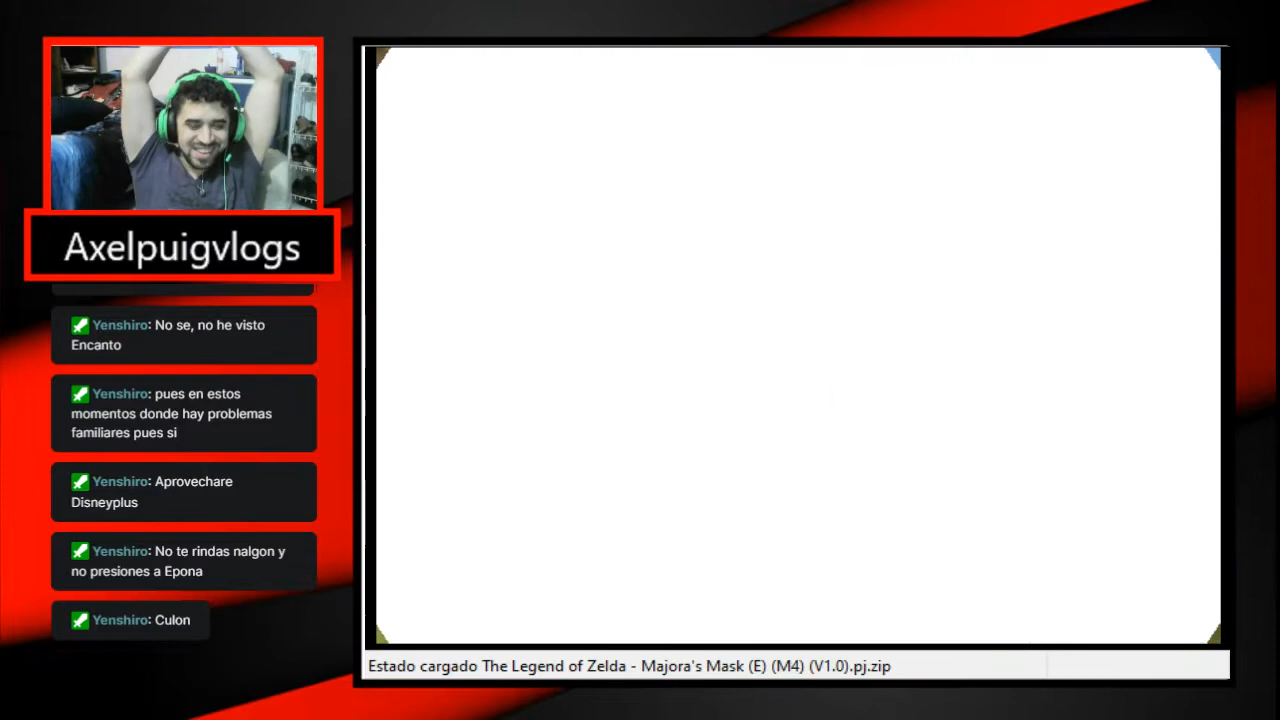 Axelpuigvlogs
Yenshiro: No se, no he visto
Encanto
Yenshiro: pues en estos
momentos donde hay problemas
familiares pues si
Yenshiro: Aprovechare
Disneyplus
Yenshiro: No te rindas nalgon y
no presiones a Epona
Yenshiro: Culon
Estado cargado The Legend of Zelda - Majora's Mask (E) (M4) (V1.0).pj.zip